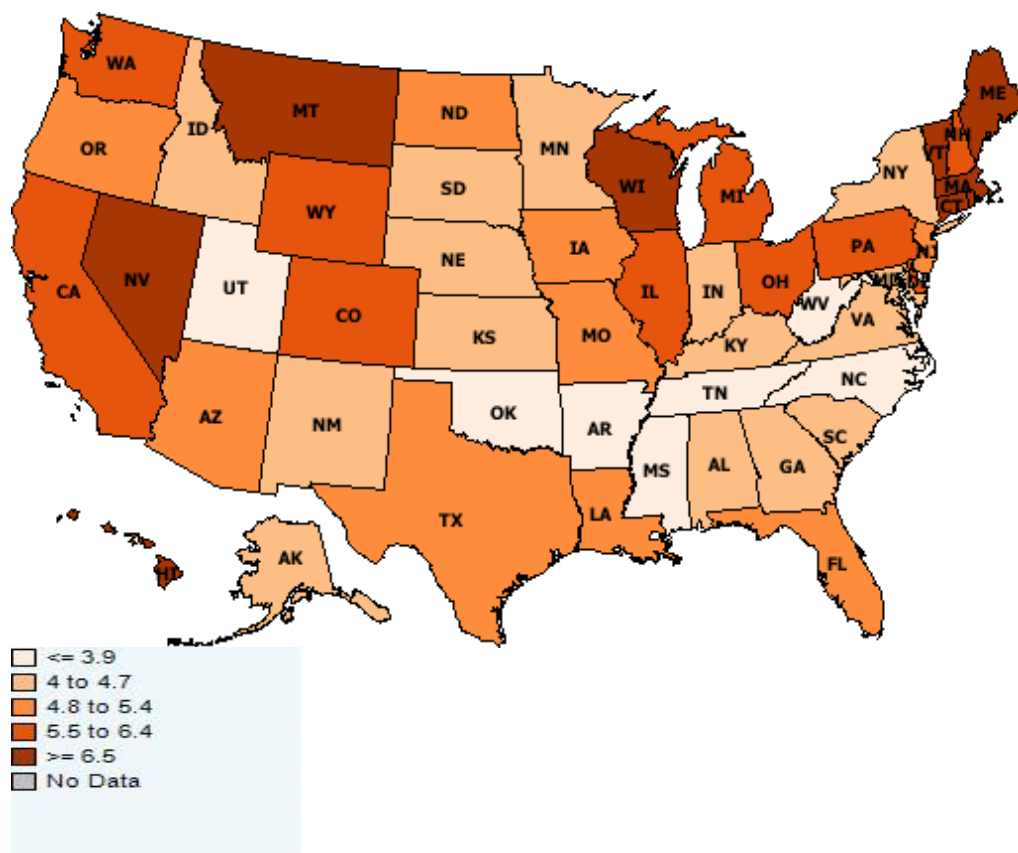 WA
MT
ME
ND
NH
ID
OR
MN
VT
NY
MA
WI
SD
CT
MI
WY
PA
IA
NJ
NE
OH
NV
UT
CA
IL
IN
MD
DE
CO
WV
VA
KS
MO
KY
NC
TN
OK
AZ
NM
AR
SC
MS
AL
GA
TX
LA
AK
FL
HI
<= 3.9
4 to 4.7
4.8 to 5.4
5.5 to 6.4
>= 6.5
No Data